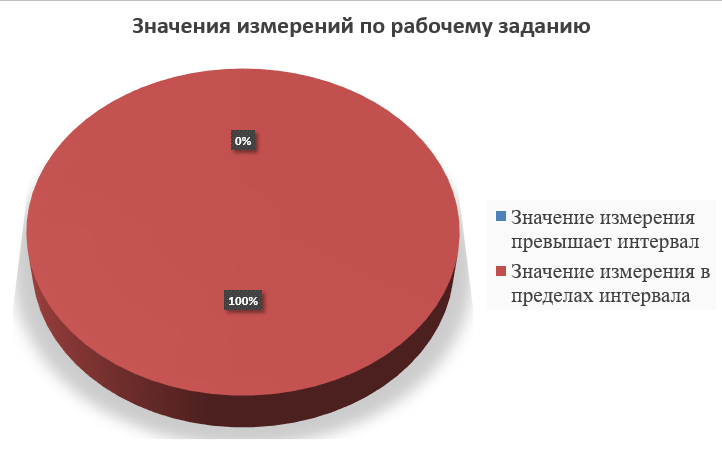 Значения измерений по рабочему заданию
0%
100%
Значение измерения
превышает интервал
Значение измерения в
пределах интервала